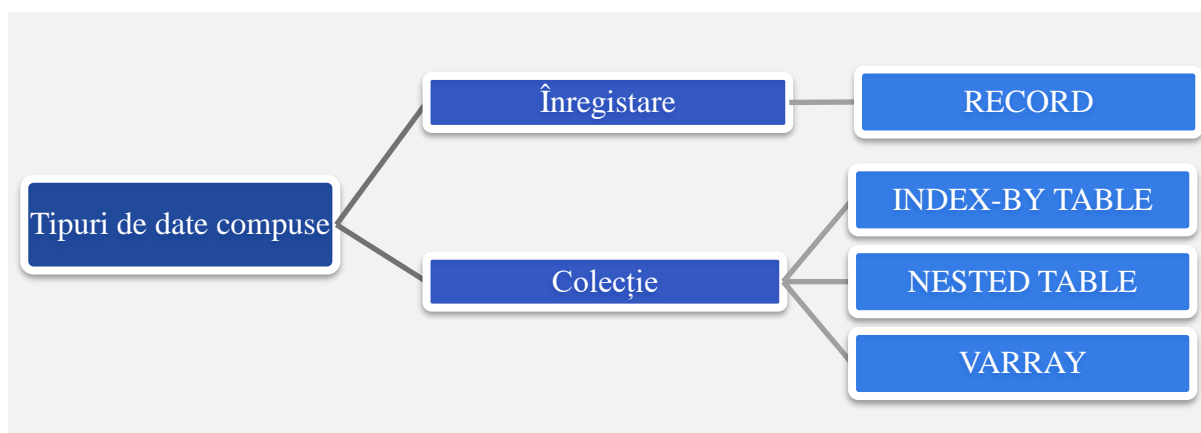 Tipuri de date compuse
Înregistare
RECORD
Colecție
INDEX-BY TABLE
NESTED TABLE
VARRAY